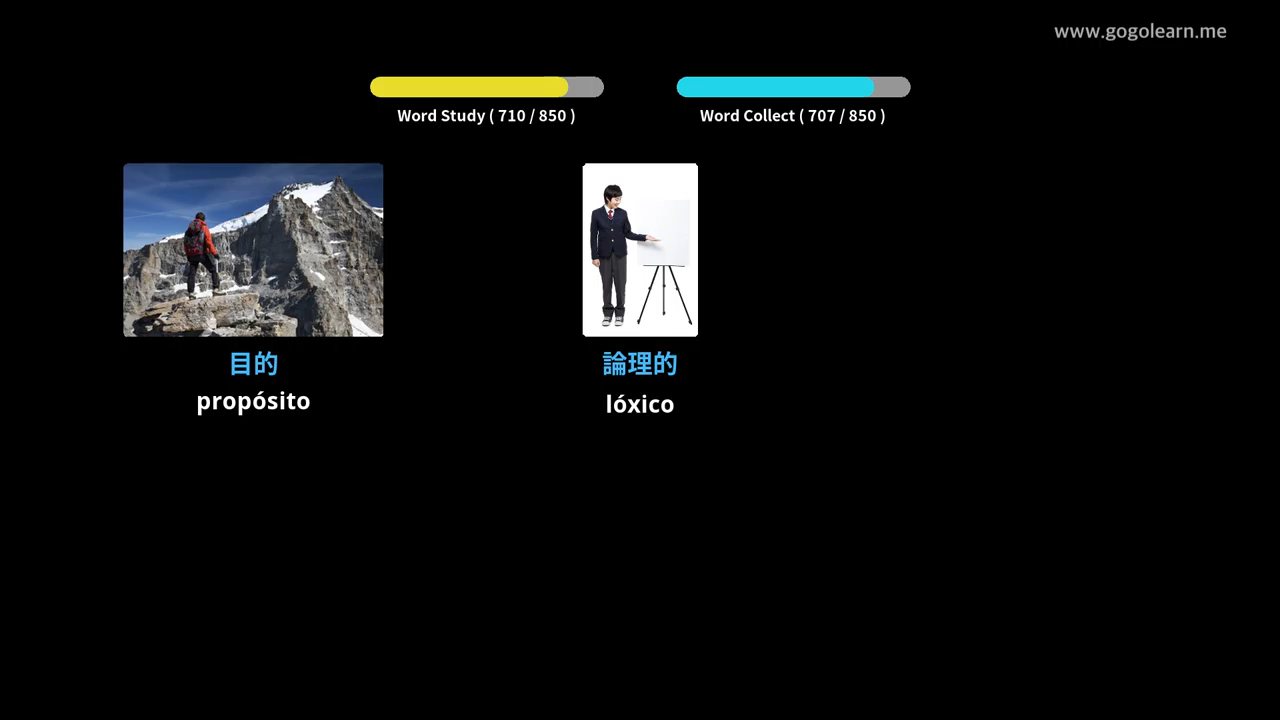 www.gogolearn.me
Word Study ( 710 / 850 )
Word Collect ( 707 / 850 )
目的
propósito
論理的
lóxico